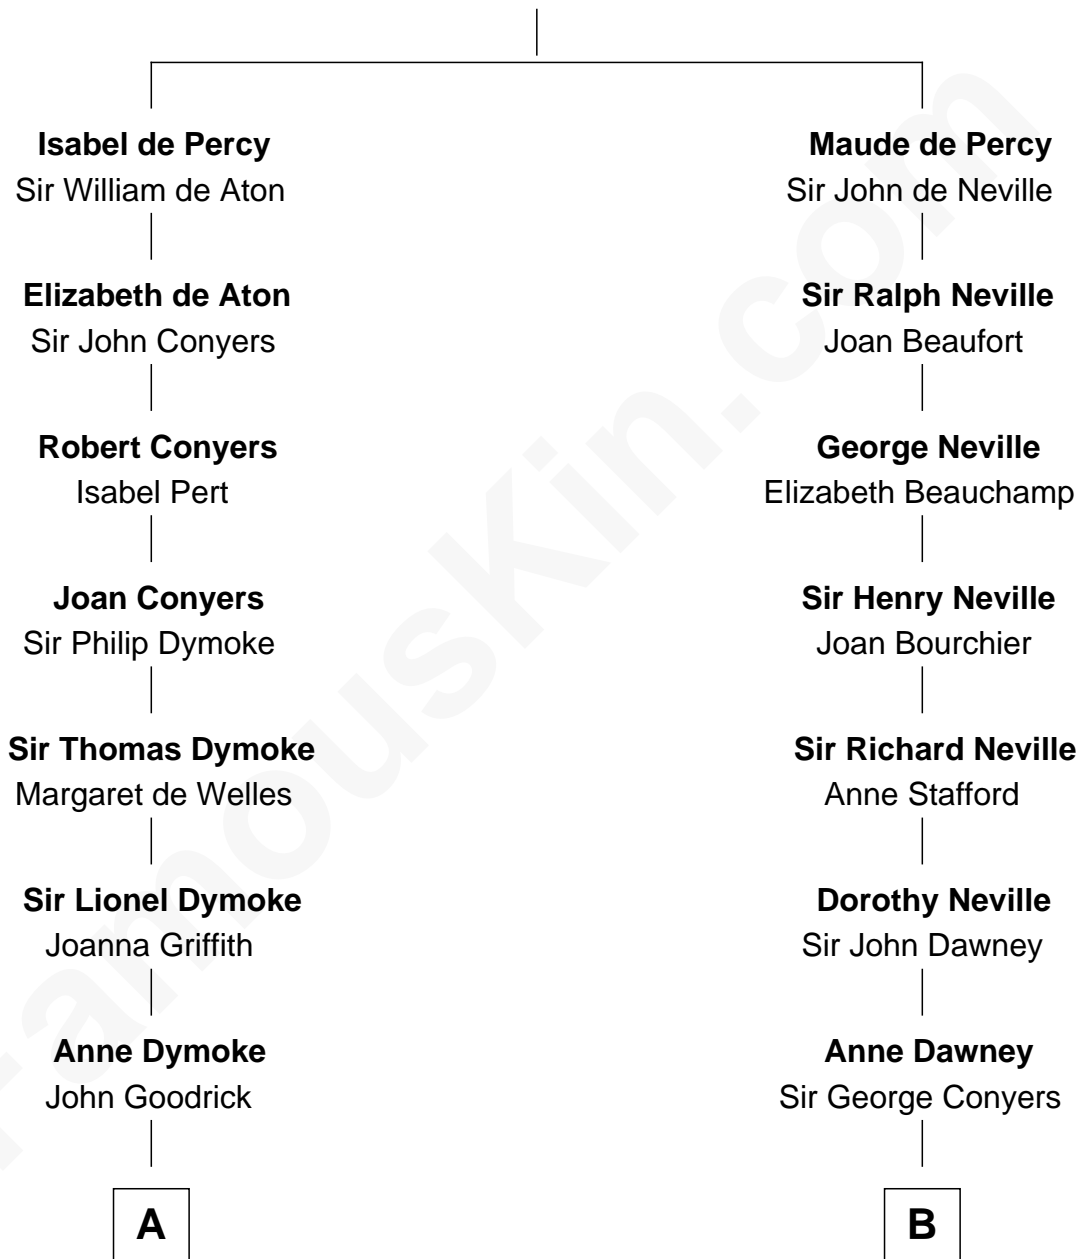 Isabel de Percy
Sir William de Aton
Elizabeth de Aton
Sir John Conyers
Robert Conyers
Isabel Pert
Joan Conyers
Sir Philip Dymoke
Sir Thomas Dymoke
Margaret de Welles
Sir Lionel Dymoke
Joanna Griffith
Anne Dymoke
John Goodrick
A
Maude de Percy
Sir John de Neville
Sir Ralph Neville
Joan Beaufort
George Neville
Elizabeth Beauchamp
Sir Henry Neville
Joan Bourchier
Sir Richard Neville
Anne Stafford
Dorothy Neville
Sir John Dawney
Anne Dawney
Sir George Conyers
B
FamousKin.com